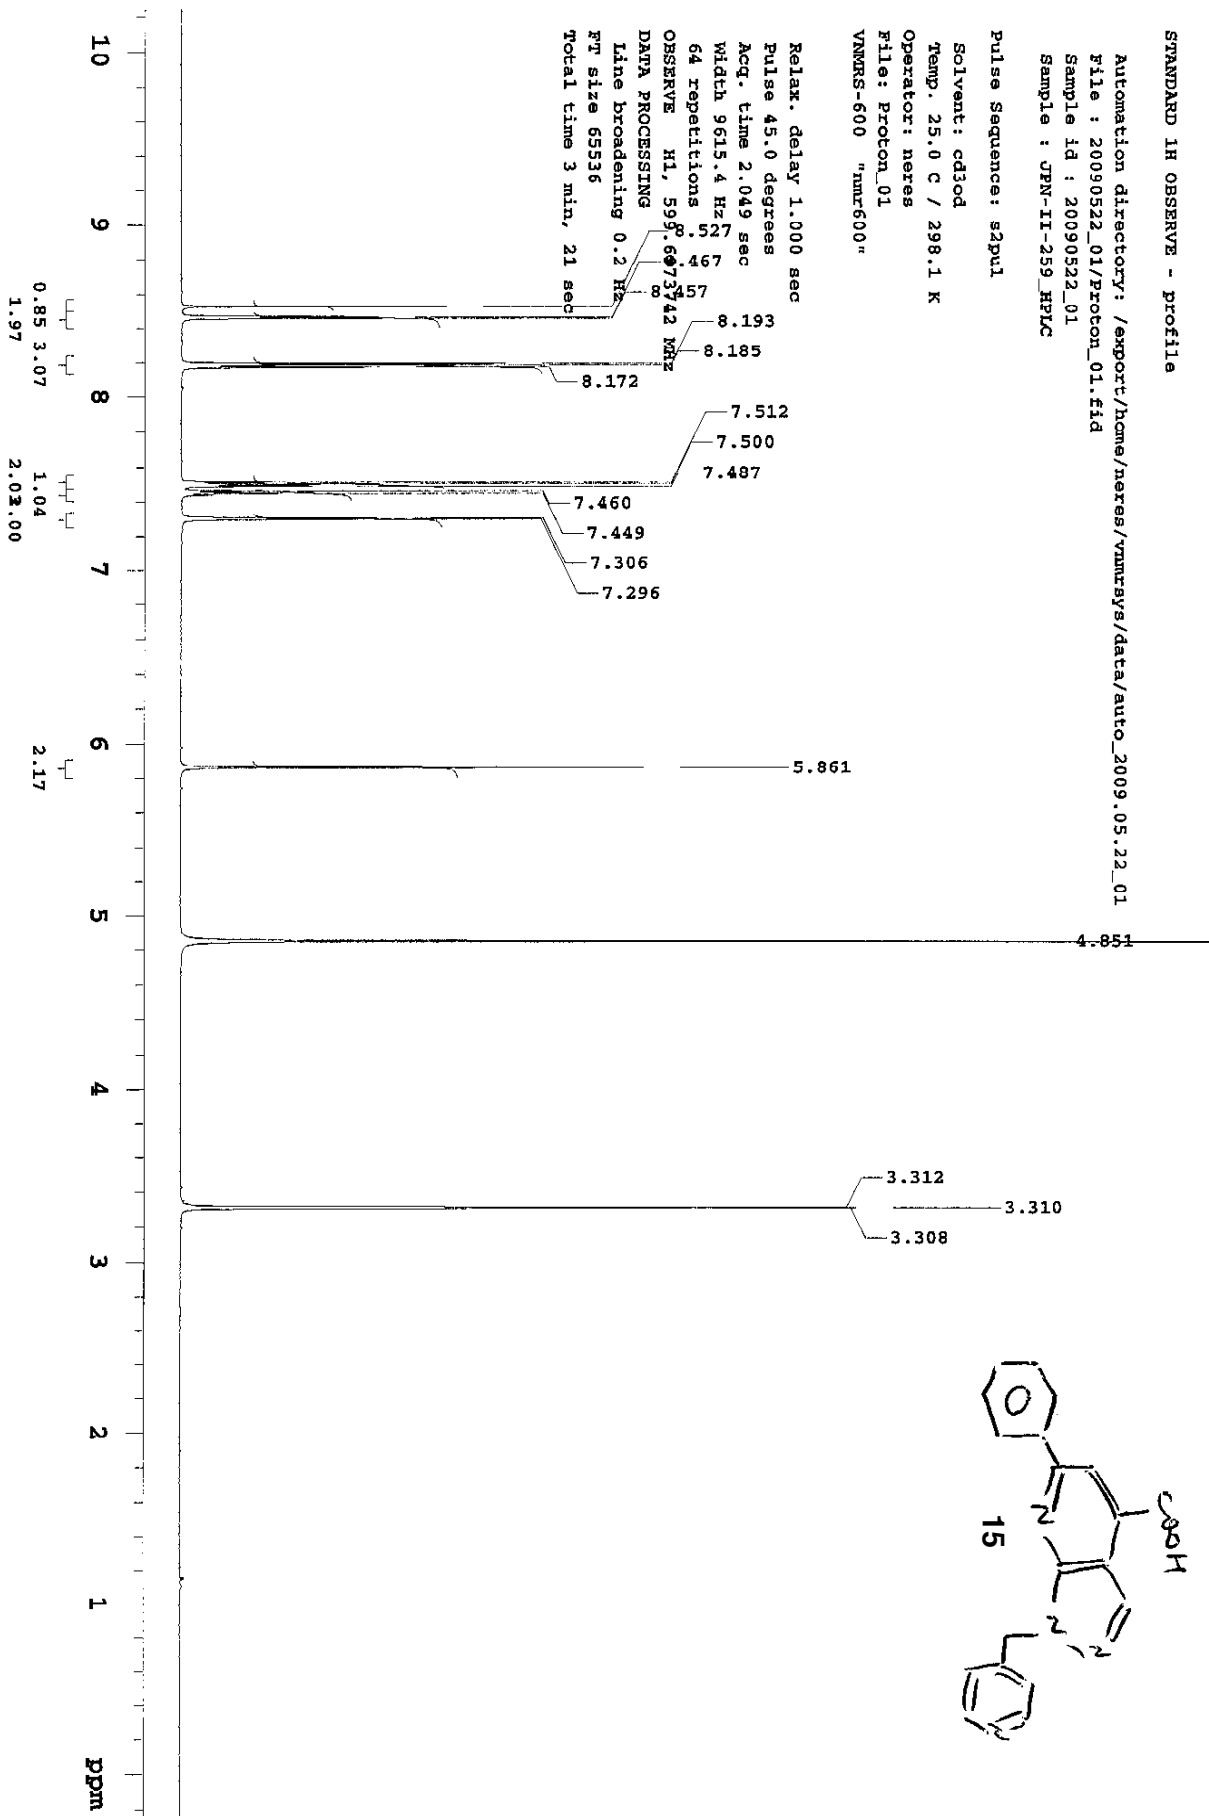 STANDARD 1H OBSERVE - profile
Automation directory: /export/home/neres/vnmrsys/data/auto_2009.05.22_01
File : 20090522_01/Proton_01.fid
Sample id : 20090522_01
Sample : JPN-II-259_HPLC
Pulse Sequence: s2pul
Solvent: cd3od
Temp. 25.0 C / 298.1 K
Operator: neres
File: Proton_01
VNMRS-600 "nmr600"
Relax. delay 1.000 sec
Pulse 45.0 degrees
Acq. time 2.049 sec
Width 9615.4 Hz
64 repetitions
OBSERVE H1, 599.6973742 MHz
DATA PROCESSING
Line broadening 0.2 Hz
FT size 65536
Total time 3 min, 21 sec
8.527
8.467
8.457
8.193
8.185
8.172
7.512
7.500
7.487
7.460
7.449
7.306
7.296
5.861
4.851
3.312
3.310
3.308
COOH
N
N
N
N
15
10 9 8 7 6 5 4 3 2 1 ppm
0.85 3.07 1.04
1.97 2.17